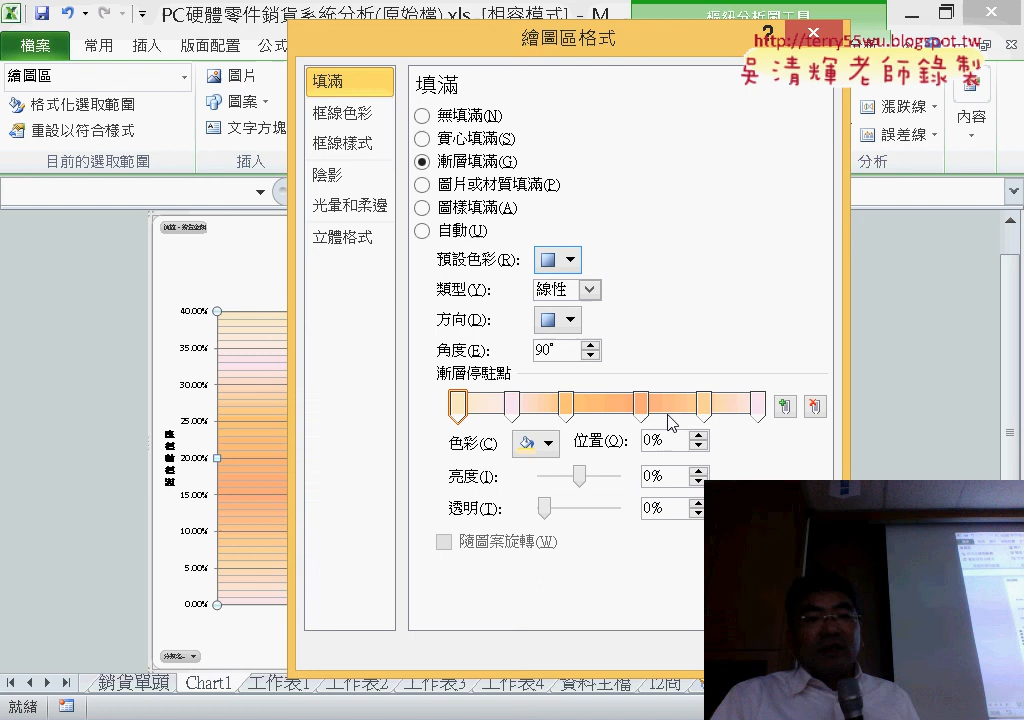 PC硬體零件銷貨系統分析(原始檔).xls [相容模式] - M
樞紐分析圖工具
檔案
常用
插入
版面配置
公式
http://terry55wu.blogspot.tw
吳清輝老師錄製
繪圖區
格式化選取範圍
重設以符合樣式
目前的選取範圍
圖片
圖案
文字方塊
插入
漲跌線
誤差線
分析
內容
繪圖區格式
填滿
框線色彩
框線樣式
陰影
光暈和柔邊
立體格式
填滿
無填滿(N)
實心填滿(S)
漸層填滿(G)
圖片或材質填滿(P)
圖樣填滿(A)
自動(U)
預設色彩(R):
類型(Y): 線性
方向(D):
角度(E): 90°
漸層停駐點
色彩(C) 位置(O): 0%
亮度(I): 0%
透明(T): 0%
隨圖案旋轉(W)
40.00%
35.00%
30.00%
25.00%
20.00%
15.00%
10.00%
5.00%
0.00%
銷貨單頭
Chart1
工作表1
工作表2
工作表3
工作表4
資料主檔
12問
就緒